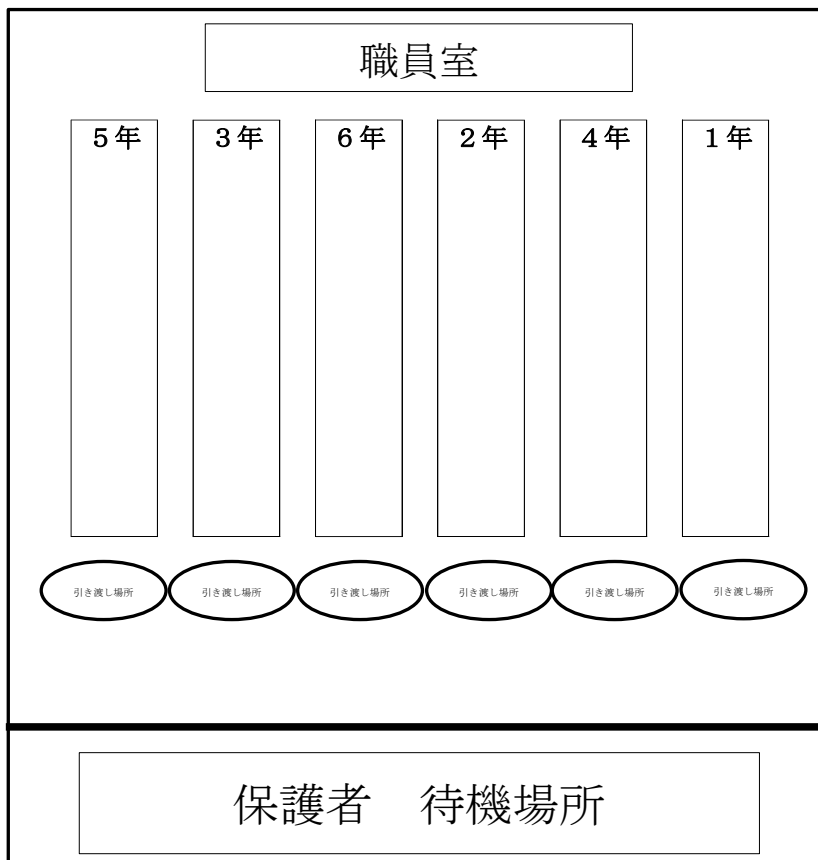 職員室
５年 ３年 ６年 ２年 ４年 １年
引き渡し場所 引き渡し場所 引き渡し場所 引き渡し場所 引き渡し場所 引き渡し場所
保護者　待機場所